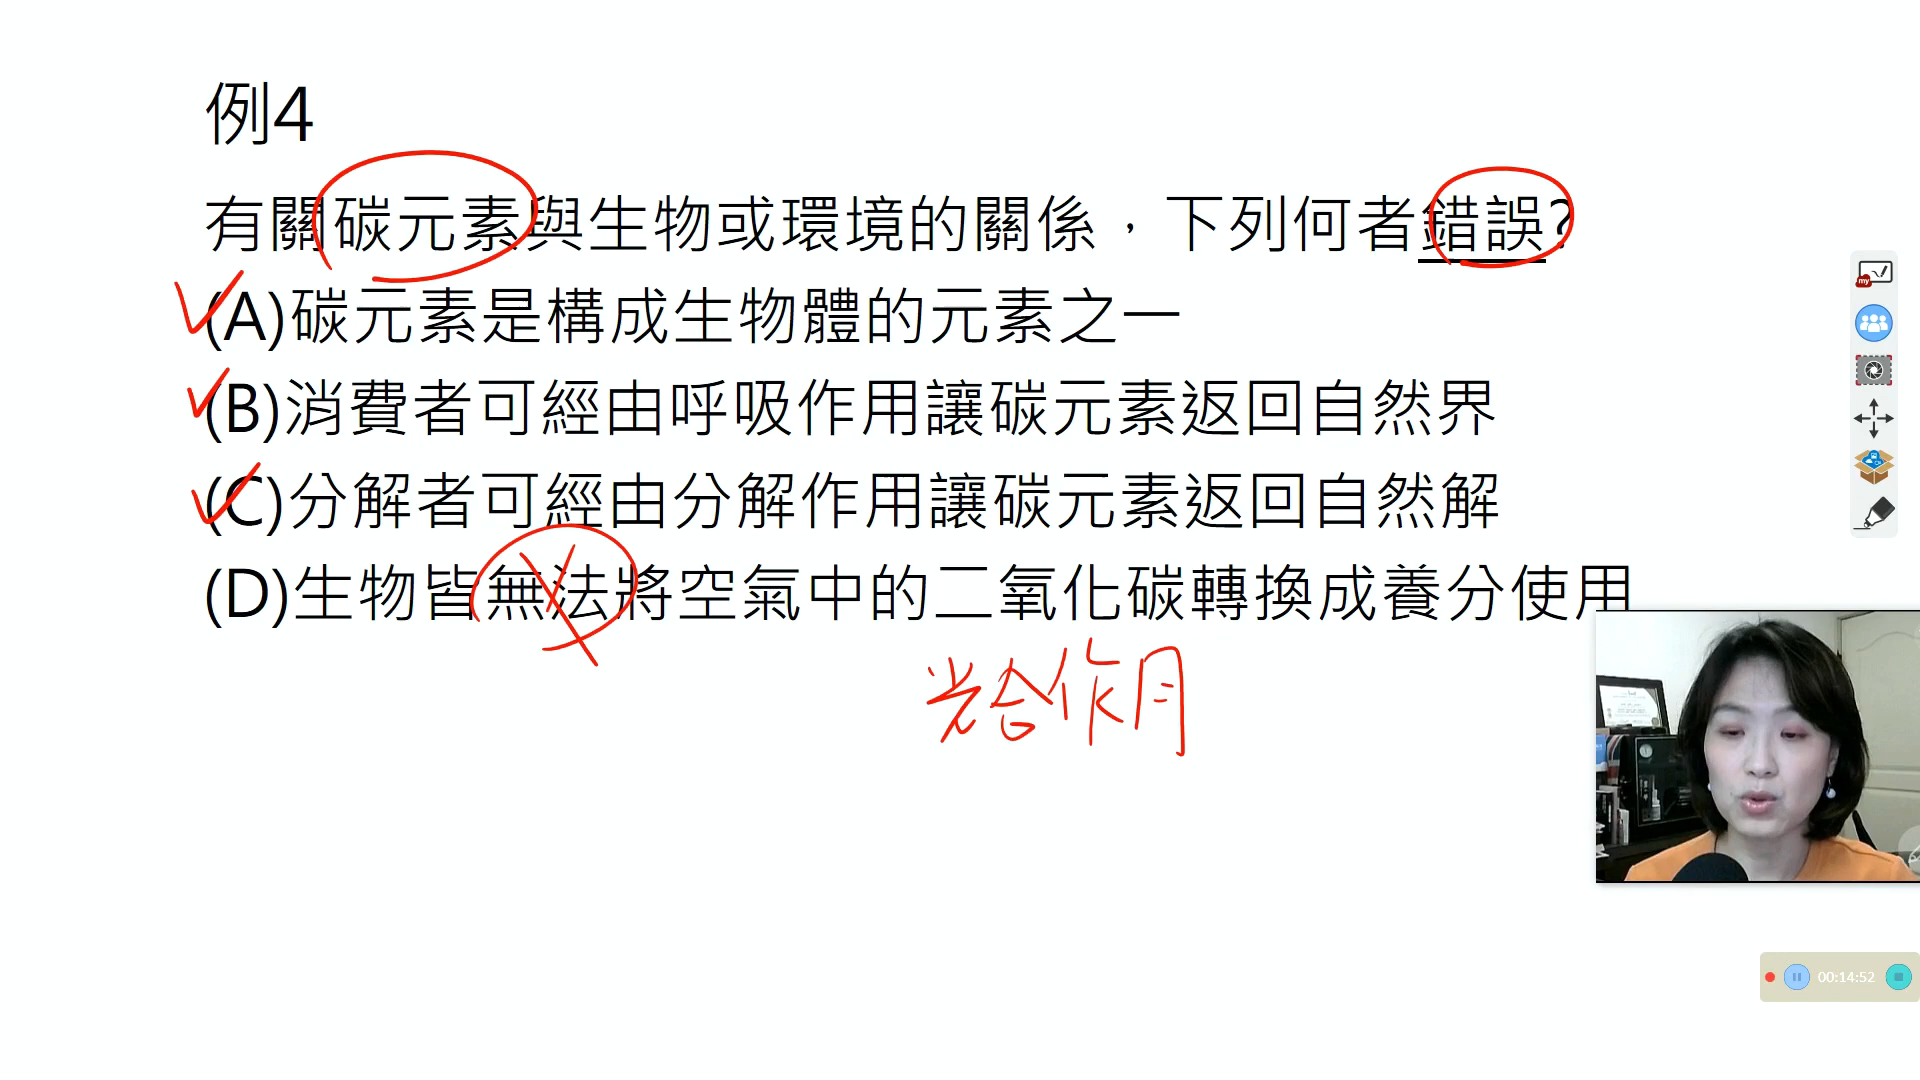 例4
有關碳元素與生物或環境的關係，下列何者錯誤?
(A)碳元素是構成生物體的元素之一
(B)消費者可經由呼吸作用讓碳元素返回自然界
(C)分解者可經由分解作用讓碳元素返回自然解
(D)生物皆無法將空氣中的二氧化碳轉換成養分使用
光合作用
00:14:52